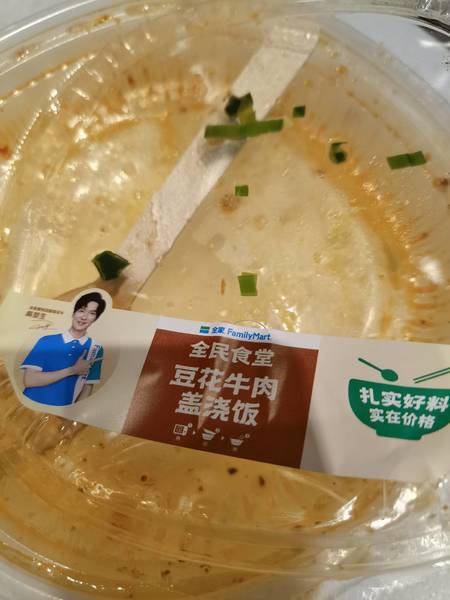 全家 FamilyMart
全民食堂
豆花牛肉
盖浇饭
扎实好料
实在价格